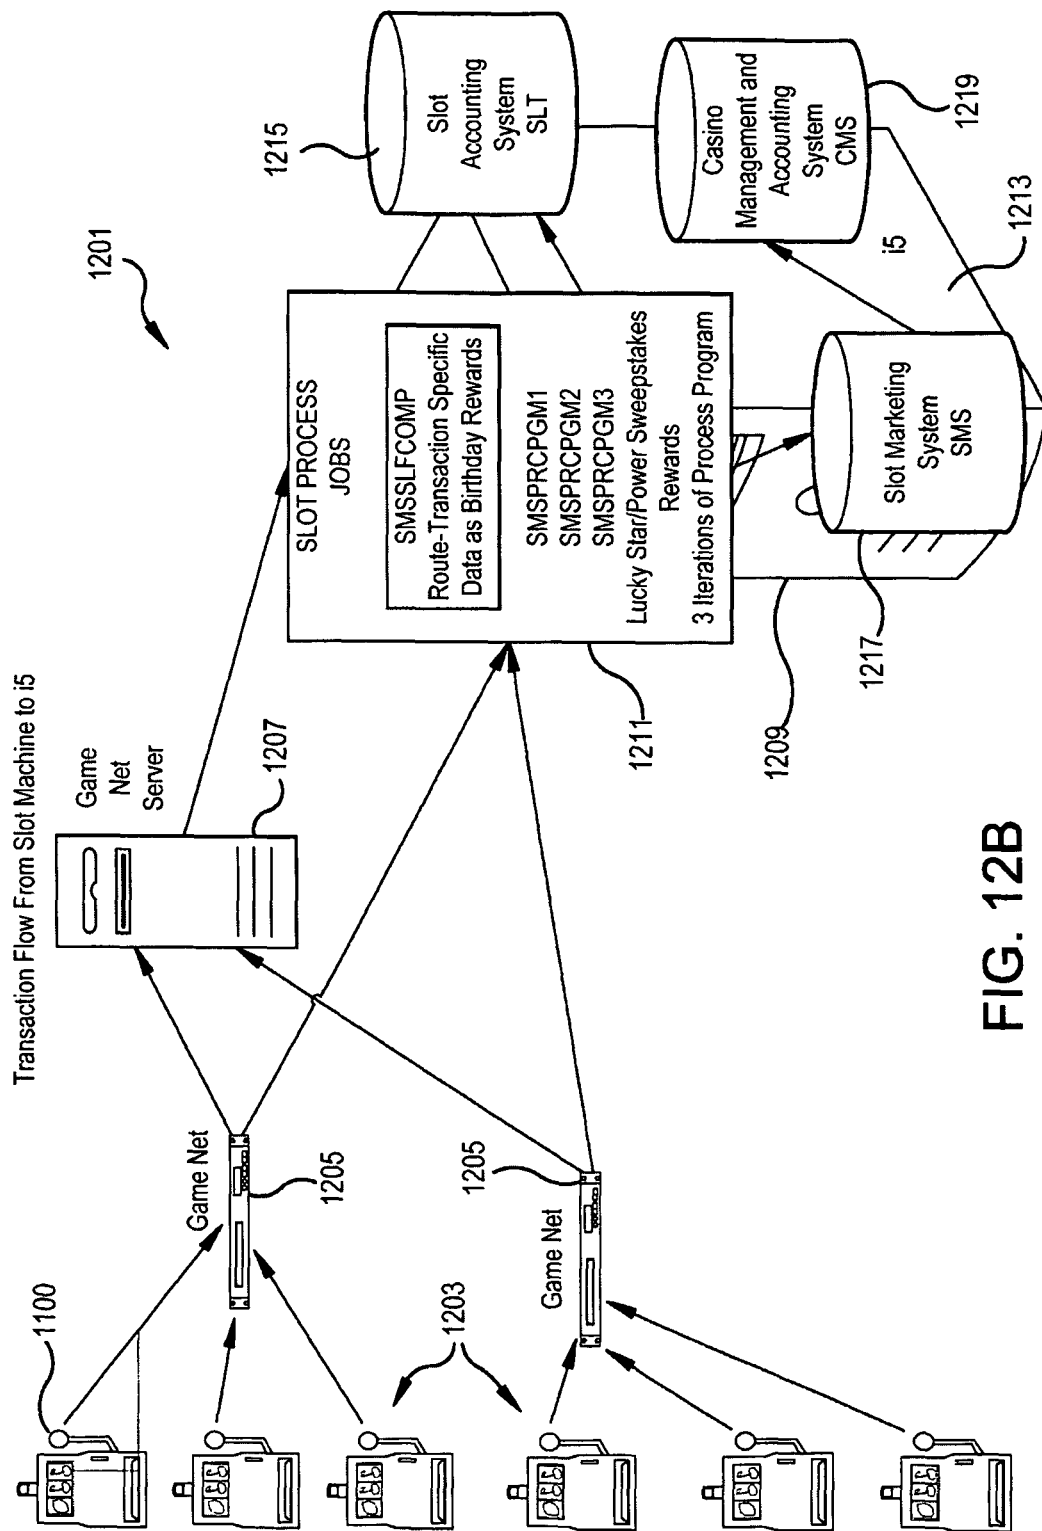 Transaction Flow From Slot Machine to i5
1100
Game Net
1205
Game
Net
Server
1207
1201
SLOT PROCESS
JOBS
SMSSLFCOMP
Route-Transaction Specific
Data as Birthday Rewards
SMSPRCPGM1
SMSPRCPGM2
SMSPRCPGM3
Lucky Star/Power Sweepstakes
Rewards
3 Iterations of Process Program
1211
1215
Slot
Accounting
System
SLT
Casino
Management and
Accounting
System
CMS
1219
i5
1213
Slot Marketing
System
SMS
1217
1209
1203
Game Net
1205
FIG. 12B